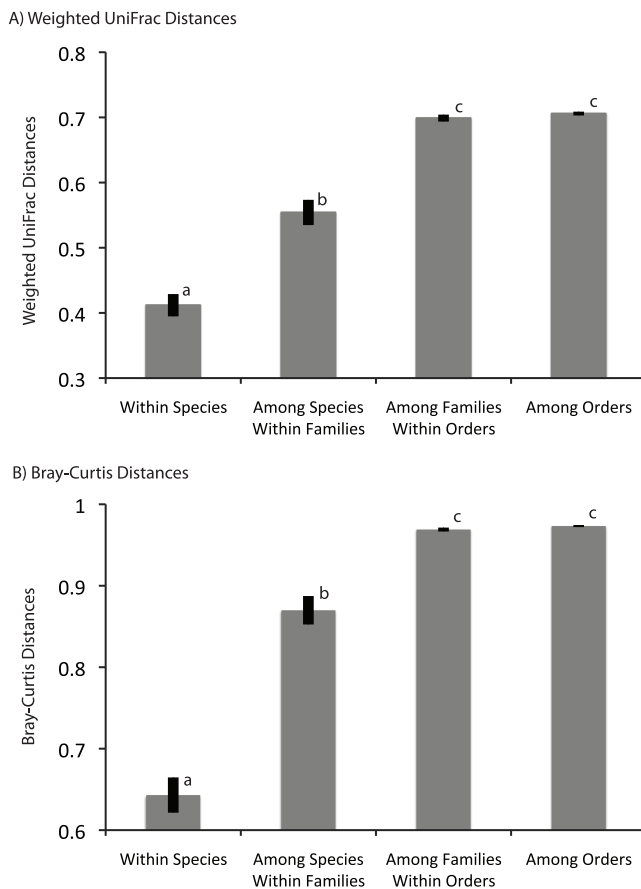 A) Weighted UniFrac Distances
Weighted UniFrac Distances
0.8
0.7
0.6
0.5
0.4
0.3
a
b
c
c
Within Species
Among Species
Within Families
Among Families
Within Orders
Among Orders
B) Bray-Curtis Distances
Bray-Curtis Distances
1
0.9
0.8
0.7
0.6
a
b
c
c
Within Species
Among Species
Within Families
Among Families
Within Orders
Among Orders